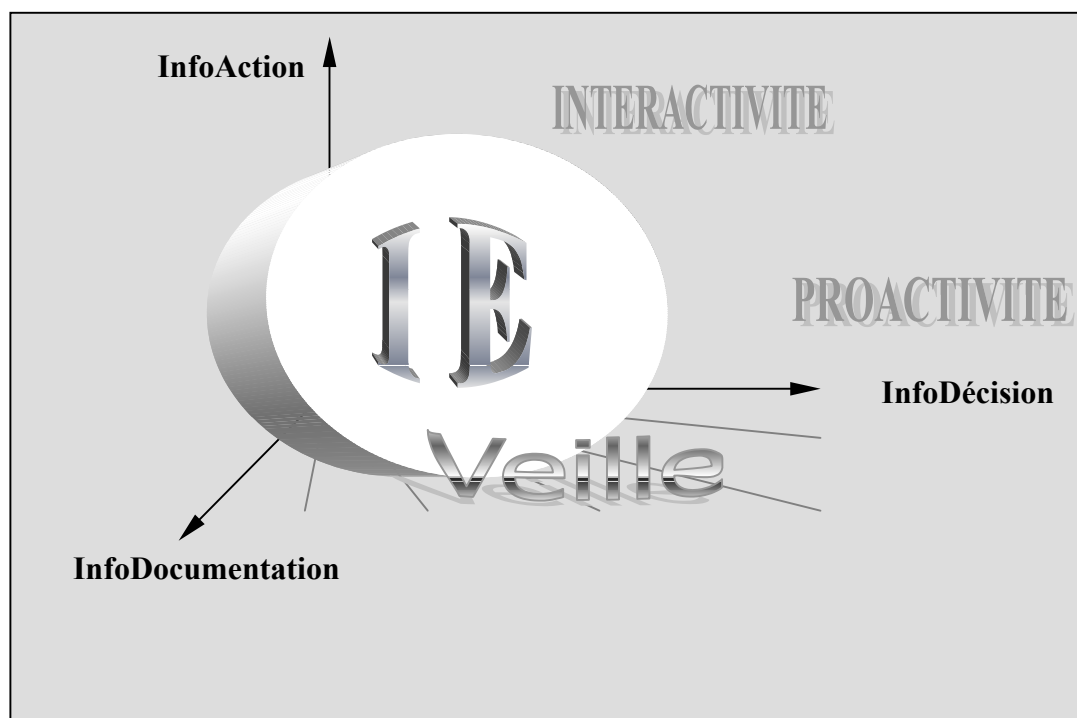 InfoAction
INTERACTIVITE
IE
PROACTIVITE
InfoDécision
Veille
InfoDocumentation